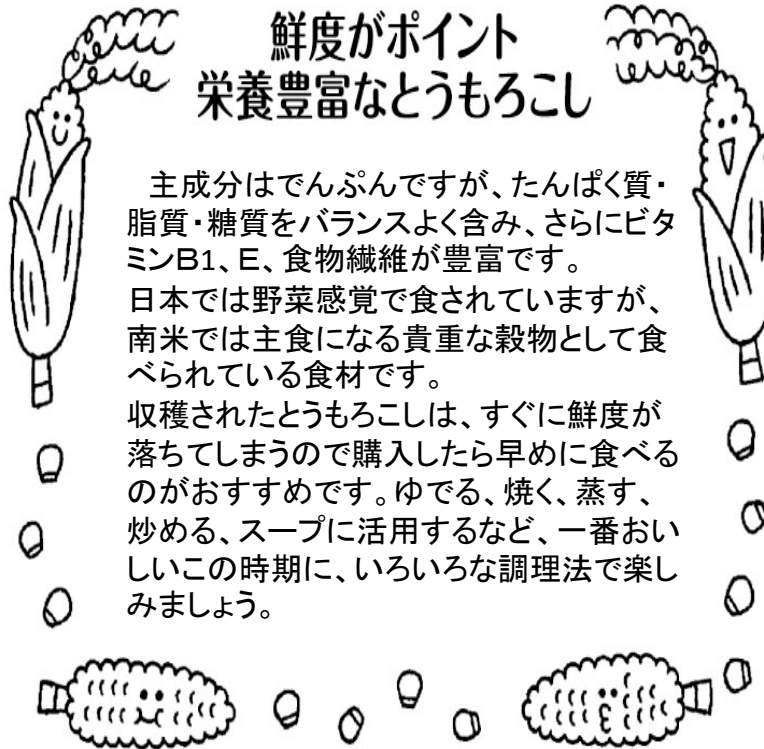 鮮度がポイント
栄養豊富なとうもろこし
主成分はでんぷんですが、たんぱく質・
脂質・糖質をバランスよく含み、さらにビタ
ミンB1、E、食物繊維が豊富です。
日本では野菜感覚で食されていますが、
南米では主食になる貴重な穀物として食
べられている食材です。
収穫されたとうもろこしは、すぐに鮮度が
落ちてしまうので購入したら早めに食べる
のがおすすめです。ゆでる、焼く、蒸す、
炒める、スープに活用するなど、一番おい
しいこの時期に、いろいろな調理法で楽し
みましょう。